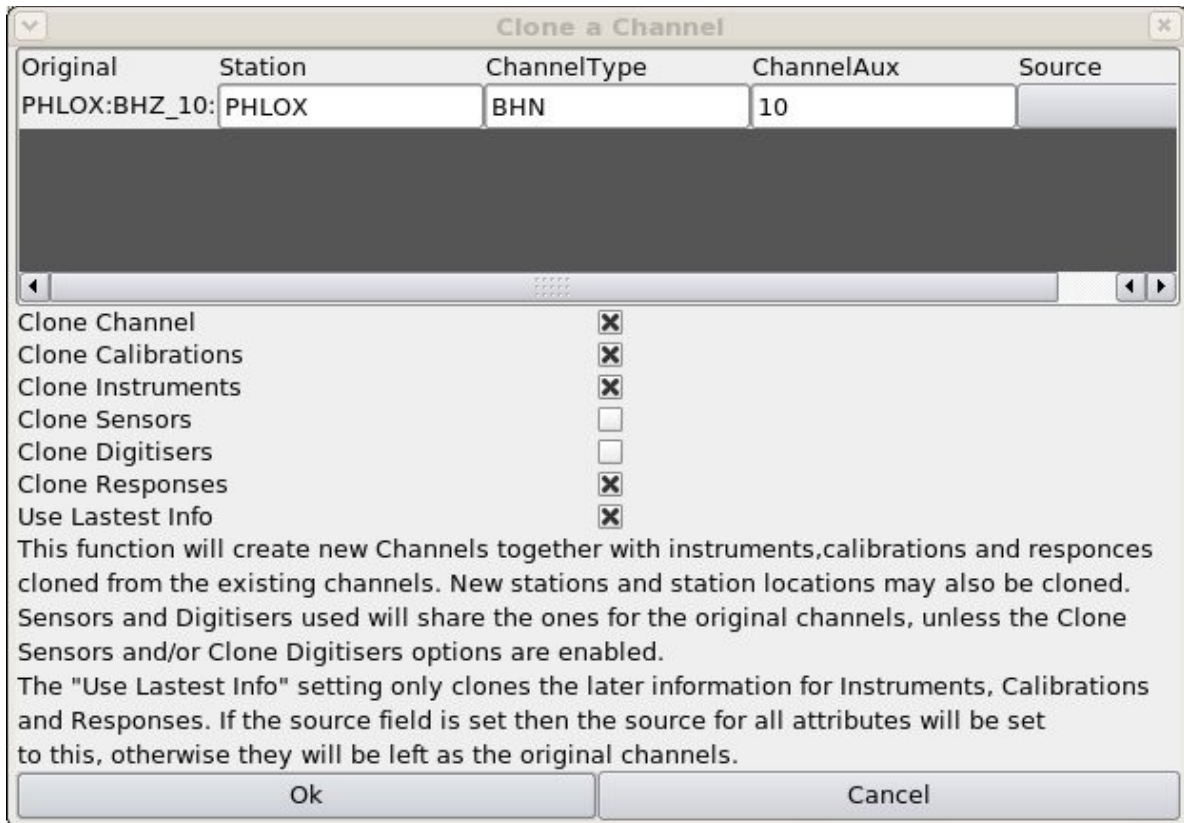 Clone a Channel
Original Station ChannelType ChannelAux Source
PHLOX:BHZ_10: PHLOX BHN 10
Clone Channel
Clone Calibrations
Clone Instruments
Clone Sensors
Clone Digitisers
Clone Responses
Use Lastest Info
This function will create new Channels together with instruments,calibrations and responces
cloned from the existing channels. New stations and station locations may also be cloned.
Sensors and Digitisers used will share the ones for the original channels, unless the Clone
Sensors and/or Clone Digitisers options are enabled.
The "Use Lastest Info" setting only clones the later information for Instruments, Calibrations
and Responses. If the source field is set then the source for all attributes will be set
to this, otherwise they will be left as the original channels.
Ok Cancel